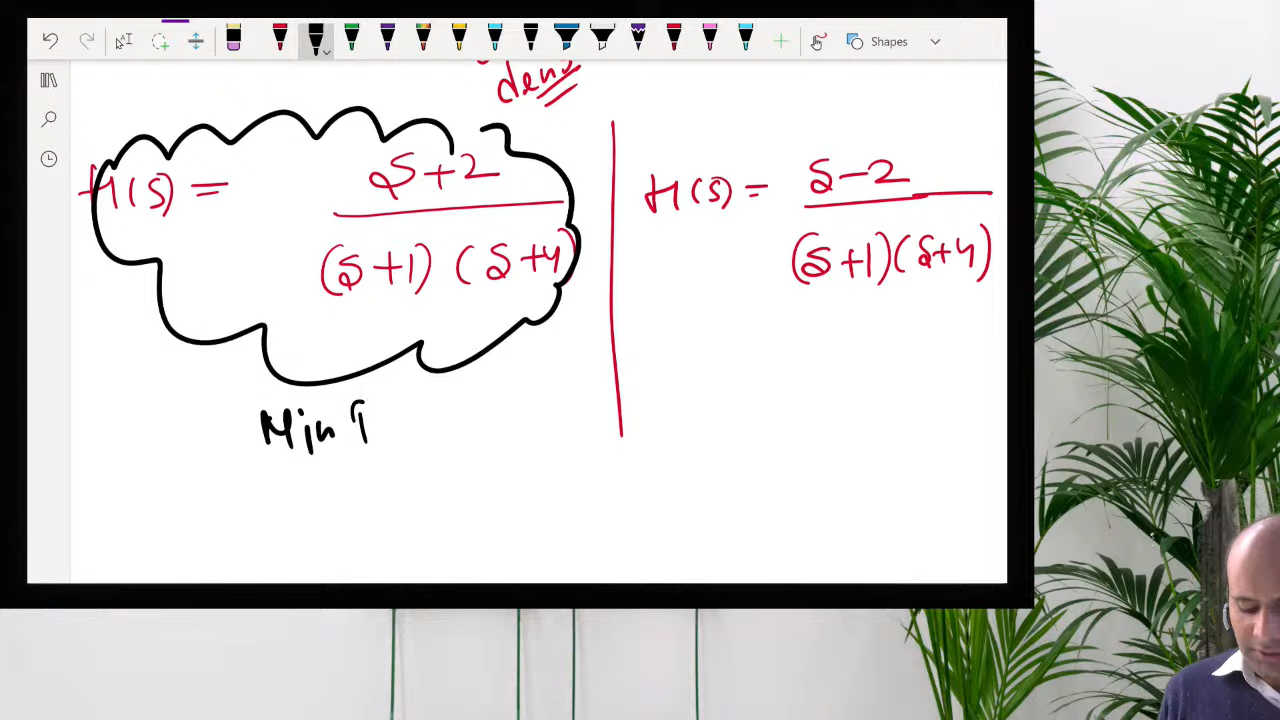 Shapes
dens
H(s) = S+2
(s+1) (s+4)
H(s) = s-2
(s+1)(s+4)
Min